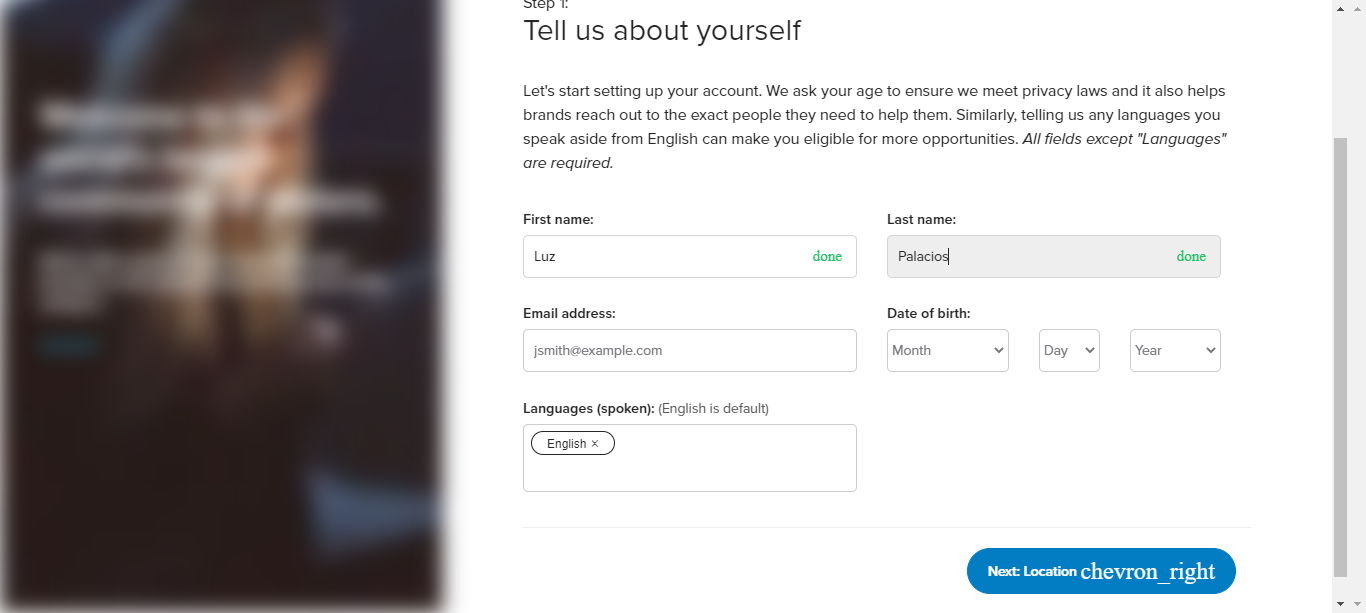 Step 1:
Tell us about yourself
Let's start setting up your account. We ask your age to ensure we meet privacy laws and it also helps
brands reach out to the exact people they need to help them. Similarly, telling us any languages you
speak aside from English can make you eligible for more opportunities. All fields except "Languages"
are required.
First name:
Last name:
Luz
done
Palacios
done
Email address:
Date of birth:
jsmith@example.com
Month
Day
Year
Languages (spoken): (English is default)
English ×
Next: Location chevron_right